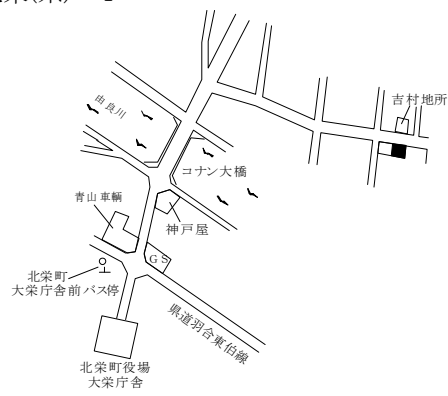 吉村地所
由良川
コナン大橋
青山車輌
神戸屋
GS
北栄町
大栄庁舎前バス停
県道羽合東伯線
北栄町役場
大栄庁舎